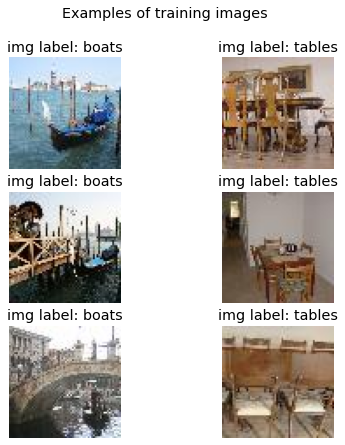 Examples of training images
img label: boats
img label: tables
img label: boats
img label: tables
img label: boats
img label: tables